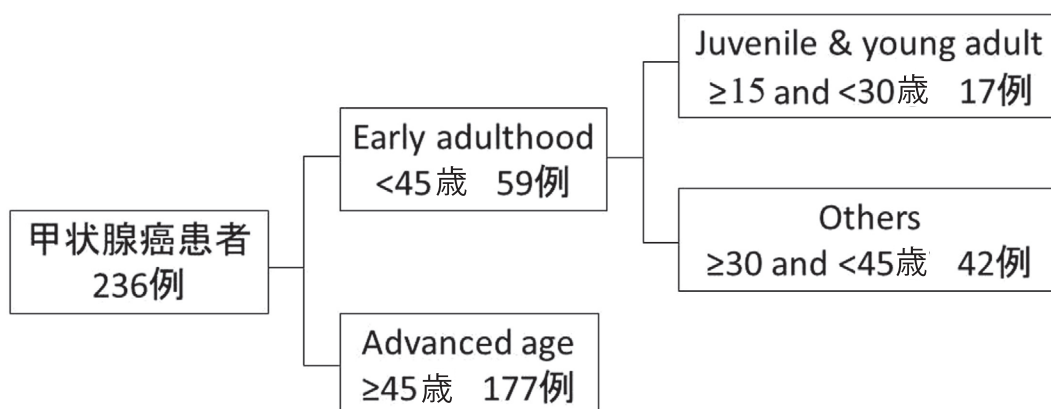 甲状腺癌患者
236例
Early adulthood
<45歳 59例
Advanced age
≥45歳 177例
Juvenile & young adult
≥15 and <30歳 17例
Others
≥30 and <45歳 42例